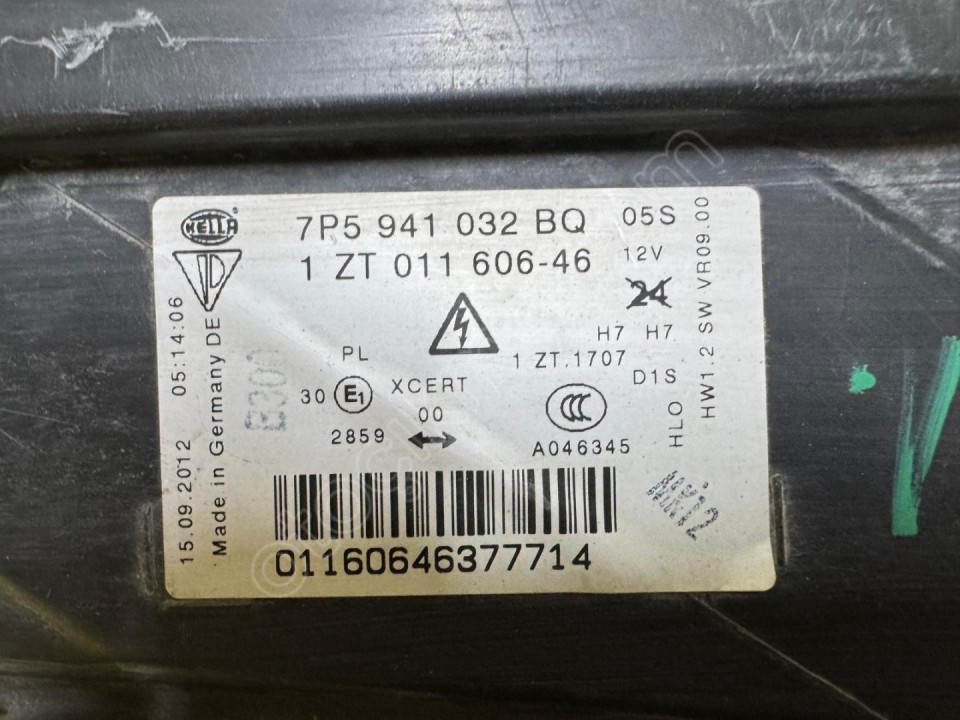 HELLA
7P5 941 032 BQ
05S
1 ZT 011 606-46
12V
24
H7 H7
1 ZT.1707
D1S
PL
30 E1
XCERT
00
2859
CCC
A046345
HLO
HW1.2 SW VR09.00
15.09.2012 05:14:06
Made in Germany DE
01160646377714